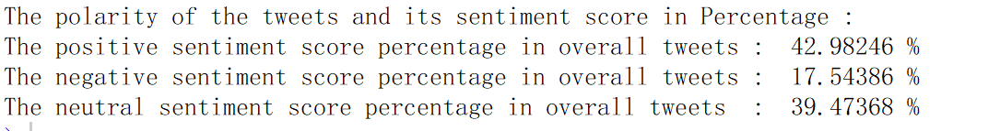 The polarity of the tweets and its sentiment score in Percentage :
The positive sentiment score percentage in overall tweets :  42.98246 %
The negative sentiment score percentage in overall tweets :  17.54386 %
The neutral sentiment score percentage in overall tweets  :  39.47368 %